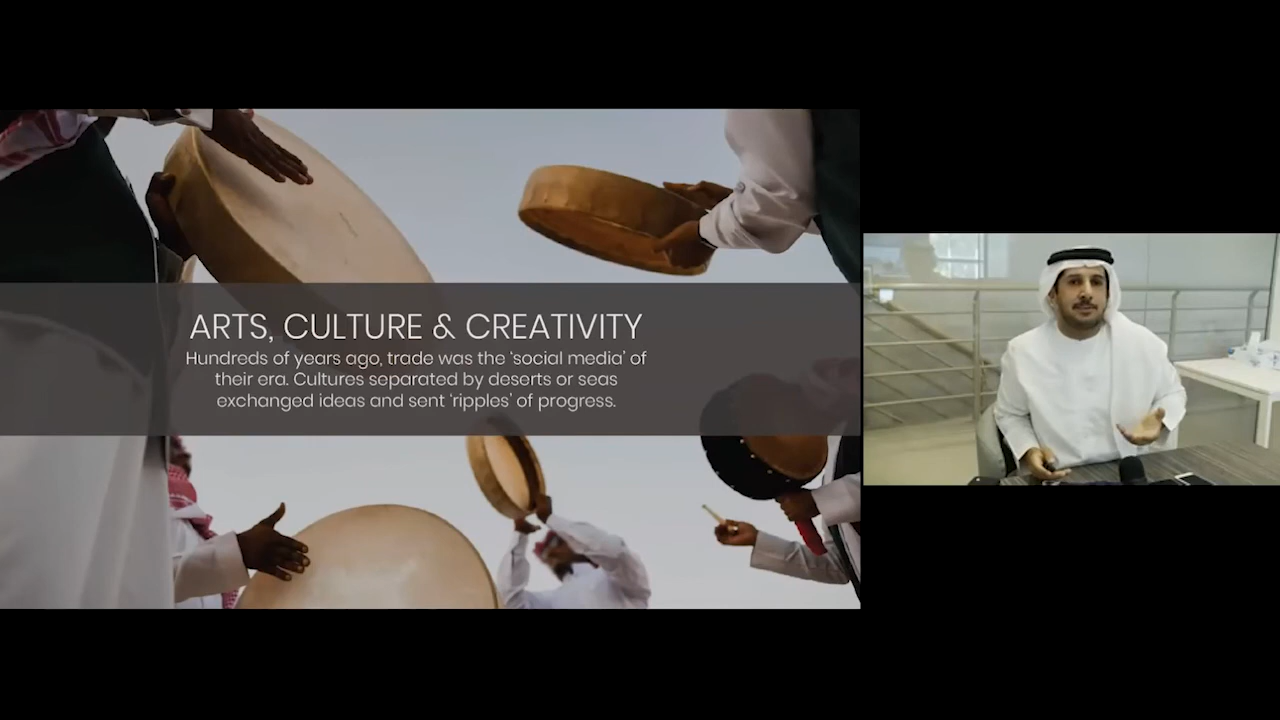 ARTS, CULTURE & CREATIVITY
Hundreds of years ago, trade was the ‘social media’ of
their era. Cultures separated by deserts or seas
exchanged ideas and sent ‘ripples’ of progress.